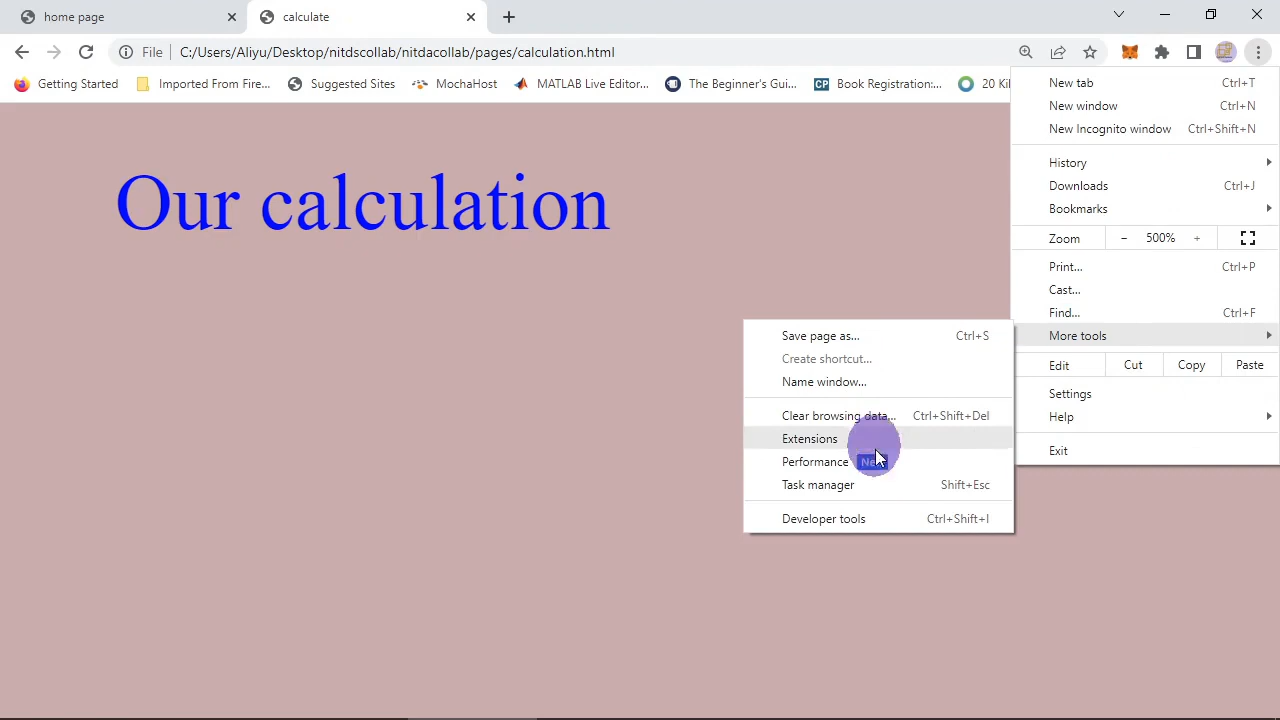 home page
calculate
File
C:/Users/Aliyu/Desktop/nitdscollab/nitdacollab/pages/calculation.html
Getting Started
Imported From Fire...
Suggested Sites
MochaHost
MATLAB Live Editor...
The Beginner's Gui...
CP Book Registration:...
20 Kil
Our calculation
New tab Ctrl+T
New window Ctrl+N
New Incognito window Ctrl+Shift+N
History
Downloads Ctrl+J
Bookmarks
Zoom - 500% +
Print... Ctrl+P
Cast...
Find... Ctrl+F
More tools
Edit Cut Copy Paste
Settings
Help
Exit
Save page as... Ctrl+S
Create shortcut...
Name window...
Clear browsing data... Ctrl+Shift+Del
Extensions
Performance New
Task manager Shift+Esc
Developer tools Ctrl+Shift+I